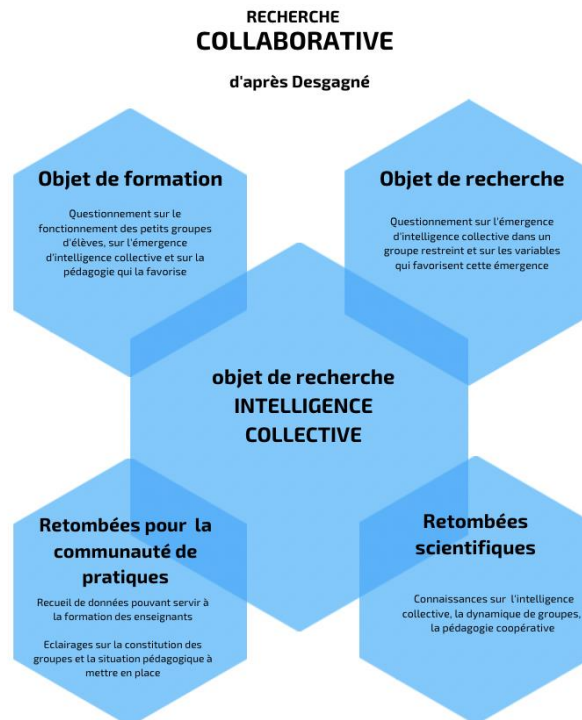 RECHERCHE
COLLABORATIVE
d'après Desgagné
Objet de formation
Questionnement sur le
fonctionnement des petits groupes
d'élèves, sur l'émergence
d'intelligence collective et sur la
pédagogie qui la favorise
Objet de recherche
Questionnement sur l'émergence
d'intelligence collective dans un
groupe restreint et sur les variables
qui favorisent cette émergence
objet de recherche
INTELLIGENCE
COLLECTIVE
Retombées pour la
communauté de
pratiques
Recueil de données pouvant servir à
la formation des enseignants
Eclairages sur la constitution des
groupes et la situation pédagogique à
mettre en place
Retombées
scientifiques
Connaissances sur l'intelligence
collective, la dynamique de groupes,
la pédagogie coopérative